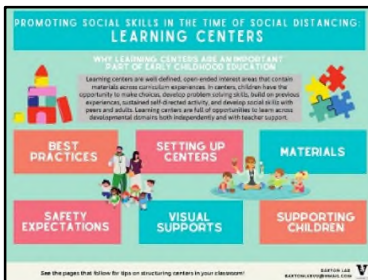 PROMOTING SOCIAL SKILLS IN THE TIME OF SOCIAL DISTANCING:
LEARNING CENTERS
WHY LEARNING CENTERS ARE AN IMPORTANT
PART OF EARLY CHILDHOOD EDUCATION
Learning centers are well-defined, open-ended interest areas that contain
materials across curriculum experiences. In centers, children have the
opportunity to make choices, develop problem solving skills, build on previous
experiences, sustained self-directed activity, and develop social skills with
peers and adults. Learning centers are full of opportunities to learn across
developmental domains both independently and with teacher support.
BEST
PRACTICES
SETTING UP
CENTERS
MATERIALS
SAFETY
EXPECTATIONS
VISUAL
SUPPORTS
SUPPORTING
CHILDREN
See the pages that follow for tips on structuring centers in your classroom!
BARTON LAB
V